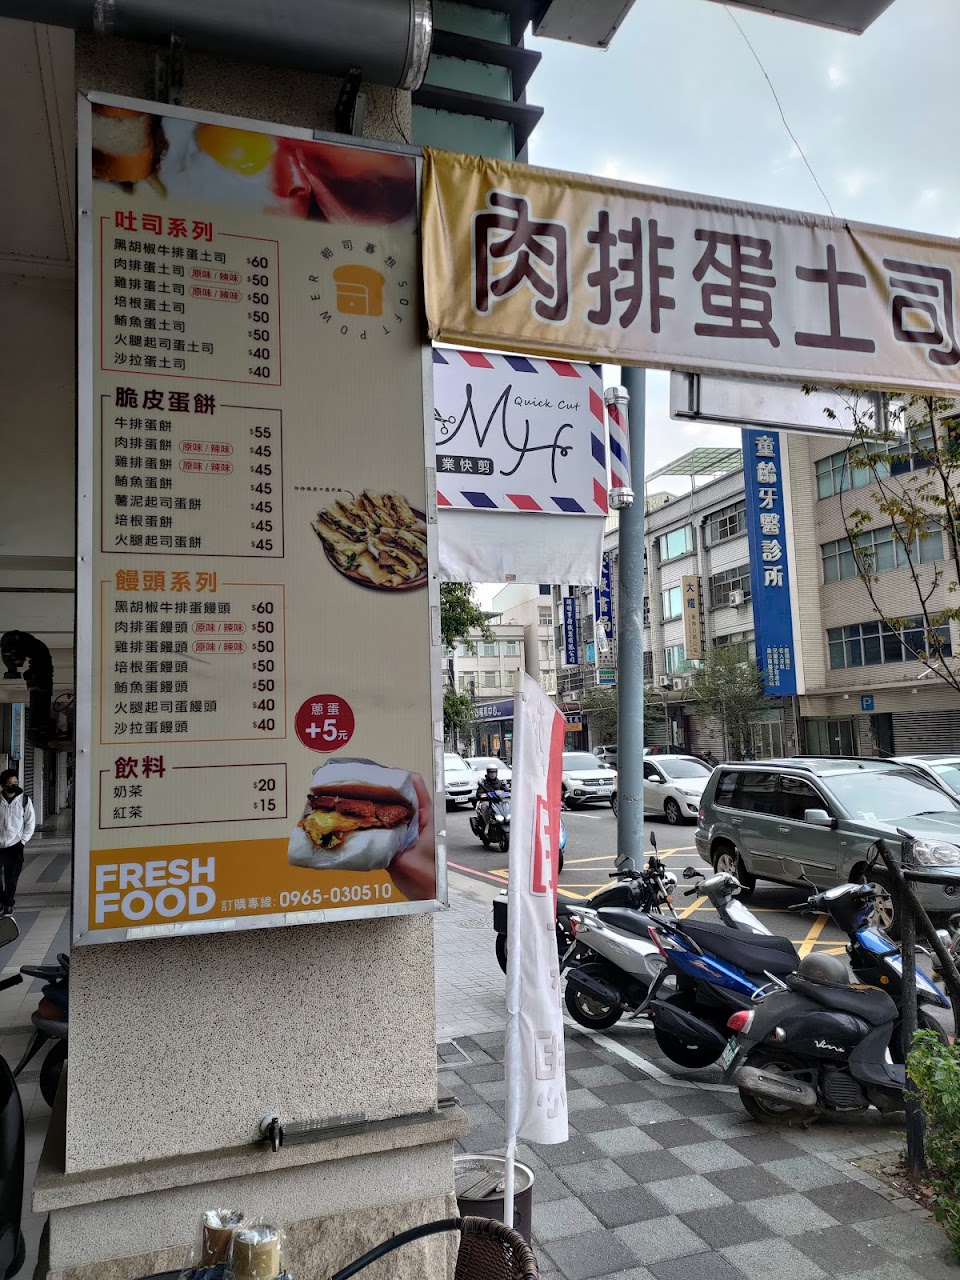 吐司系列
黑胡椒牛排蛋土司 $60
肉排蛋土司 原味/辣味 $50
雞排蛋土司 原味/辣味 $50
培根蛋土司 $50
鮪魚蛋土司 $50
火腿起司蛋土司 $40
沙拉蛋土司 $40
朝司暮想 SOFTPOWER
脆皮蛋餅
牛排蛋餅 $55
肉排蛋餅 原味/辣味 $45
雞排蛋餅 原味/辣味 $45
鮪魚蛋餅 $45
薯泥起司蛋餅 $45
培根蛋餅 $45
火腿起司蛋餅 $45
饅頭系列
黑胡椒牛排蛋饅頭 $60
肉排蛋饅頭 原味/辣味 $50
雞排蛋饅頭 原味/辣味 $50
培根蛋饅頭 $50
鮪魚蛋饅頭 $50
火腿起司蛋饅頭 $40
沙拉蛋饅頭 $40
蔥蛋
+5元
飲料
奶茶 $20
紅茶 $15
FRESH
FOOD
訂購專線: 0965-030510
肉排蛋土司
Quick Cut
MH
業快剪
童齡牙醫診所
大耀
P